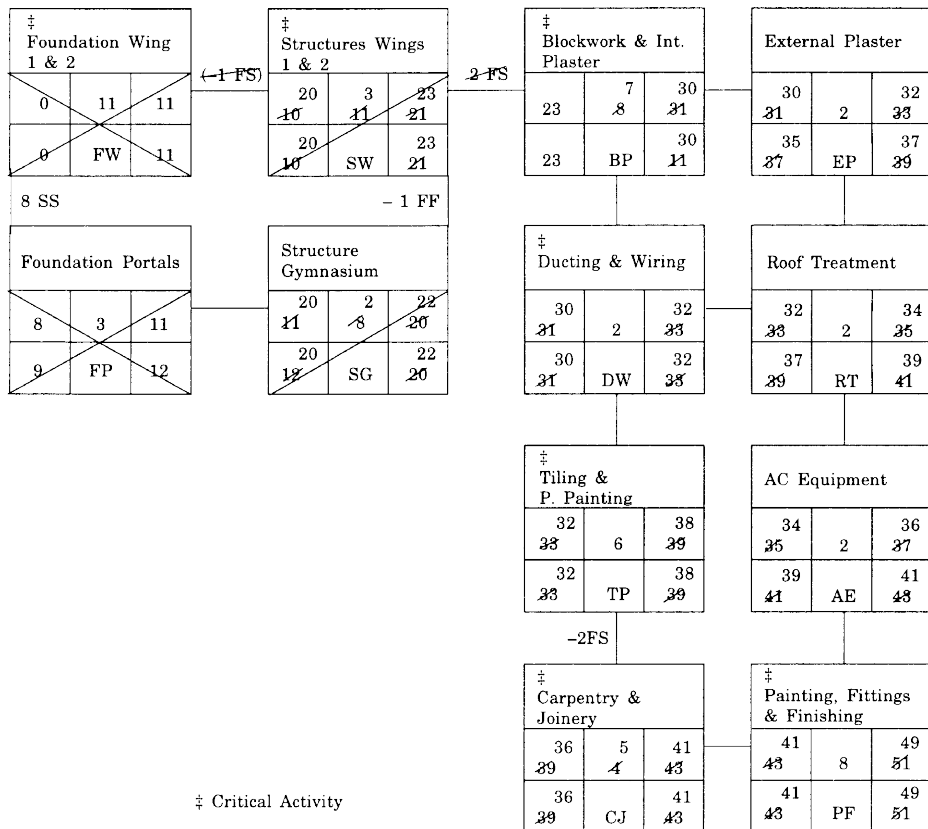 ‡
Foundation Wing
1 & 2
0 11 11
0 FW 11
(-1 FS)
‡
Structures Wings
1 & 2
20 3 23
10 11 21
20 23
10 SW 21
2 FS
‡
Blockwork & Int.
Plaster
7 30
23 8 31
30
23 BP 11
External Plaster
30 32
31 2 33
35 37
37 EP 39
8 SS
– 1 FF
Foundation Portals
8 3 11
9 FP 12
Structure
Gymnasium
20 2 22
11 8 20
20 22
12 SG 20
‡
Ducting & Wiring
30 32
31 2 33
30 32
31 DW 33
Roof Treatment
32 34
33 2 35
37 39
39 RT 41
‡
Tiling &
P. Painting
32 38
33 6 39
32 38
33 TP 39
AC Equipment
34 36
35 2 37
39 41
41 AE 43
–2FS
‡
Carpentry &
Joinery
36 5 41
39 4 43
36 41
39 CJ 43
‡
Painting, Fittings
& Finishing
41 49
43 8 51
41 49
43 PF 51
‡ Critical Activity